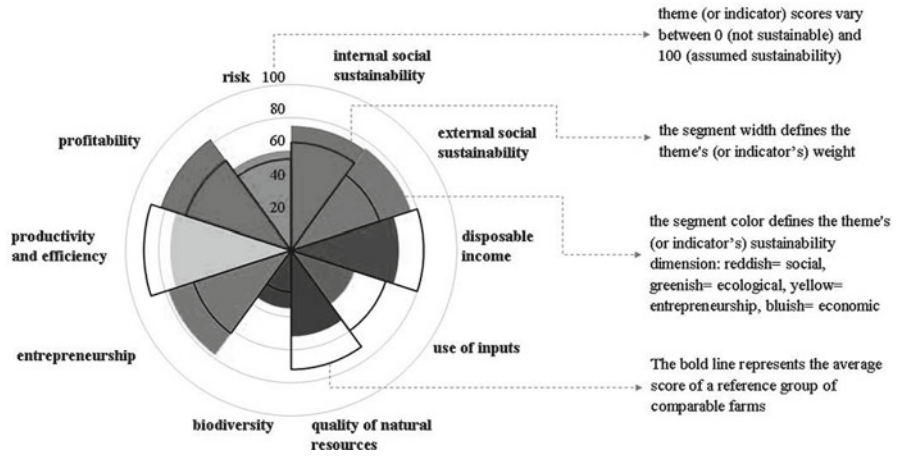 theme (or indicator) scores vary
between 0 (not sustainable) and
100 (assumed sustainability)
internal social
sustainability
risk
100
80
60
40
20
profitability
external social
sustainability
the segment width defines the
theme's (or indicator's) weight
productivity
and efficiency
disposable
income
the segment color defines the theme's
(or indicator's) sustainability
dimension: reddish= social,
greenish= ecological, yellow=
entrepreneurship, bluish= economic
entrepreneurship
use of inputs
The bold line represents the average
score of a reference group of
comparable farms
biodiversity
quality of natural
resources